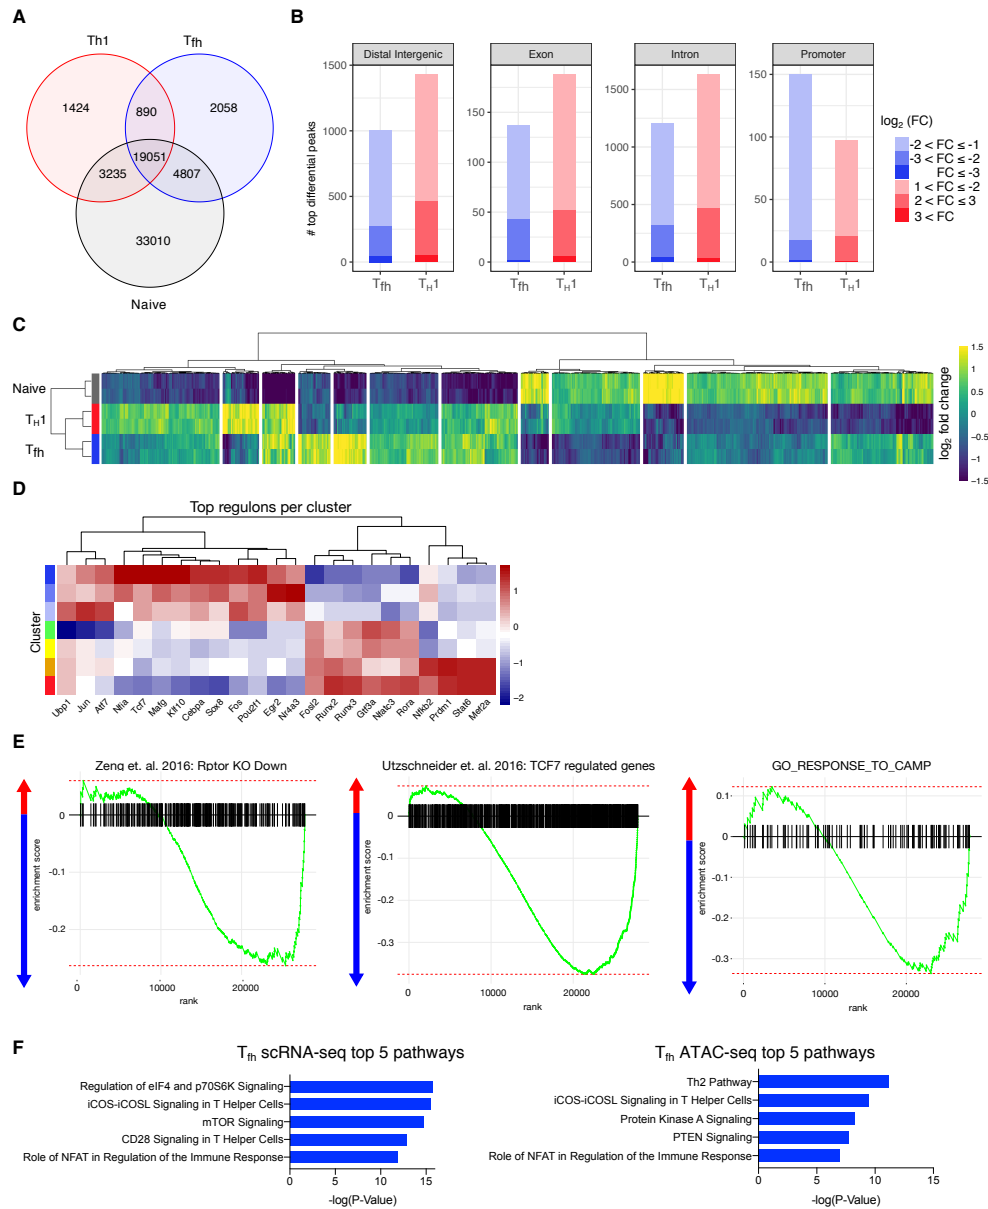 A
Th1
Tfh
1424
890
2058
19051
3235
4807
33010
Naive
B
Distal Intergenic
Exon
Intron
Promoter
# top differential peaks
1500
1000
500
0
150
100
50
0
1500
1000
500
0
150
100
50
0
Tfh
TH1
Tfh
TH1
Tfh
TH1
Tfh
TH1
log2 (FC)
-2 < FC ≤ -1
-3 < FC ≤ -2
FC ≤ -3
1 < FC ≤ -2
2 < FC ≤ 3
3 < FC
C
Naive
TH1
Tfh
log2 fold change
1.5
1
0.5
0
−0.5
−1
−1.5
D
Top regulons per cluster
Cluster
1
0
−1
−2
Ubp1
Jun
Atf7
Nfia
Tcf7
Mafg
Klf10
Cebpa
Sox8
Fos
Pou2f1
Egr2
Nr4a3
Fosl2
Runx2
Runx3
Gtf3a
Nfatc3
Rora
Nfkb2
Prdm1
Stat6
Mef2a
E
Zeng et. al. 2016: Rptor KO Down
enrichment score
0
-0.1
-0.2
0
10000
20000
rank
Utzschneider et. al. 2016: TCF7 regulated genes
enrichment score
0
-0.1
-0.2
-0.3
0
10000
20000
rank
GO_RESPONSE_TO_CAMP
enrichment score
0.1
0
-0.1
-0.2
-0.3
0
10000
20000
rank
F
Tfh scRNA-seq top 5 pathways
Regulation of eIF4 and p70S6K Signaling
iCOS-iCOSL Signaling in T Helper Cells
mTOR Signaling
CD28 Signaling in T Helper Cells
Role of NFAT in Regulation of the Immune Response
0
5
10
15
-log(P-Value)
Tfh ATAC-seq top 5 pathways
Th2 Pathway
iCOS-iCOSL Signaling in T Helper Cells
Protein Kinase A Signaling
PTEN Signaling
Role of NFAT in Regulation of the Immune Response
0
5
10
15
-log(P-Value)